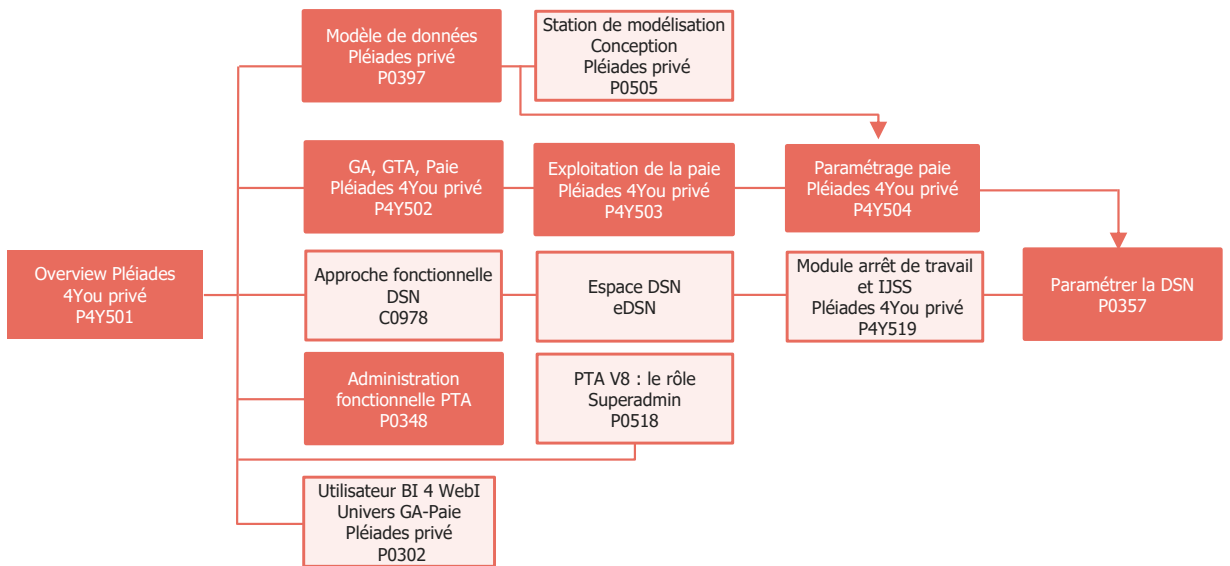 Modèle de données
Pléiades privé
P0397
Station de modélisation
Conception
Pléiades privé
P0505
GA, GTA, Paie
Pléiades 4You privé
P4Y502
Exploitation de la paie
Pléiades 4You privé
P4Y503
Paramétrage paie
Pléiades 4You privé
P4Y504
Overview Pléiades
4You privé
P4Y501
Approche fonctionnelle
DSN
C0978
Espace DSN
eDSN
Module arrêt de travail
et IJSS
Pléiades 4You privé
P4Y519
Paramétrer la DSN
P0357
Administration
fonctionnelle PTA
P0348
PTA V8 : le rôle
Superadmin
P0518
Utilisateur BI 4 WebI
Univers GA-Paie
Pléiades privé
P0302